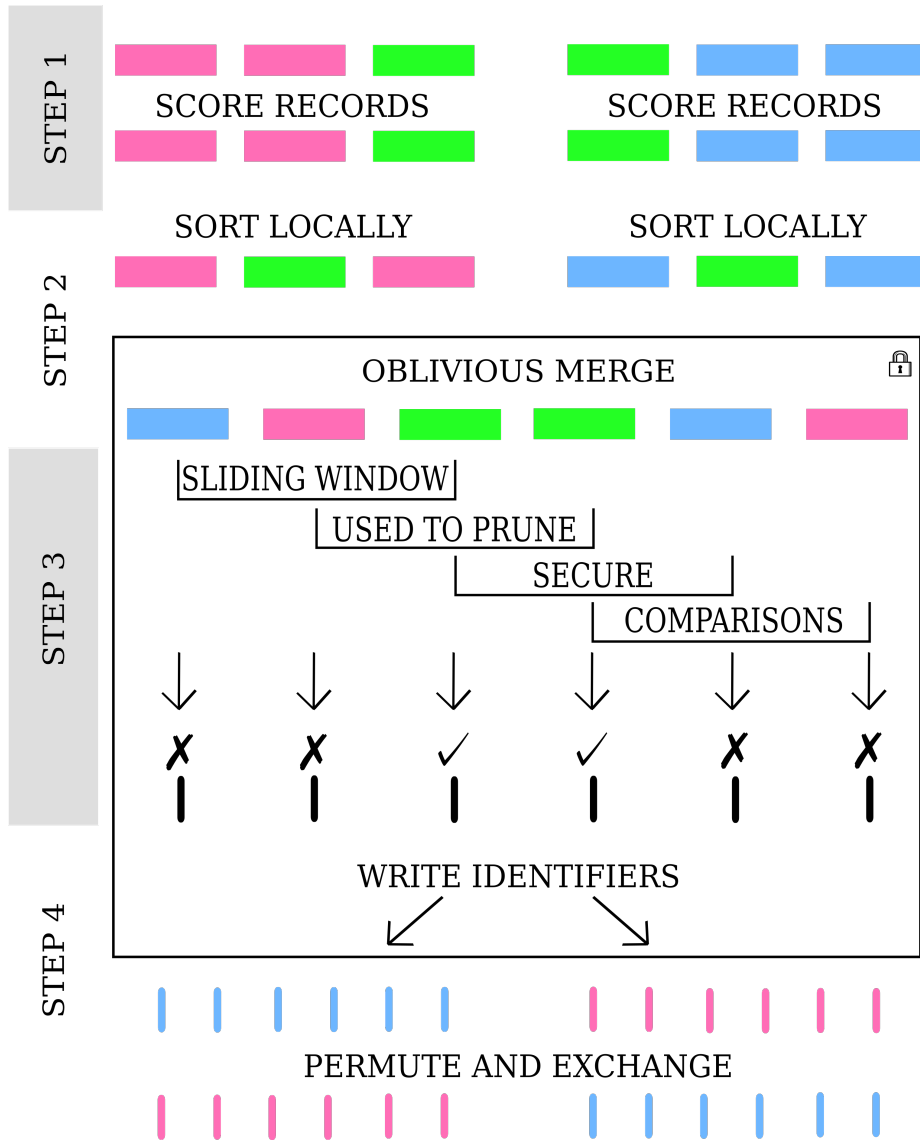 STEP 1
SCORE RECORDS
SCORE RECORDS
STEP 2
SORT LOCALLY
SORT LOCALLY
OBLIVIOUS MERGE
STEP 3
SLIDING WINDOW
USED TO PRUNE
SECURE
COMPARISONS
✗ ✗ ✓ ✓ ✗ ✗
STEP 4
WRITE IDENTIFIERS
PERMUTE AND EXCHANGE